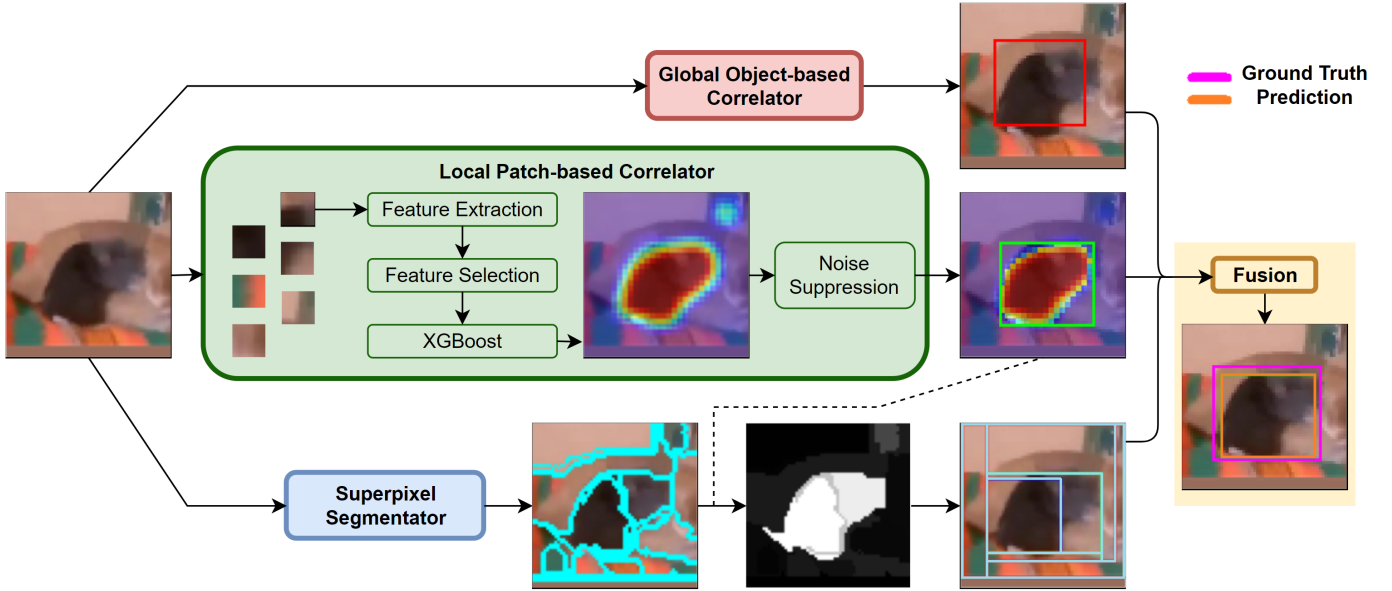 Global Object-based
Correlator
Ground Truth
Prediction
Local Patch-based Correlator
Feature Extraction
Feature Selection
XGBoost
Noise
Suppression
Fusion
Superpixel
Segmentator